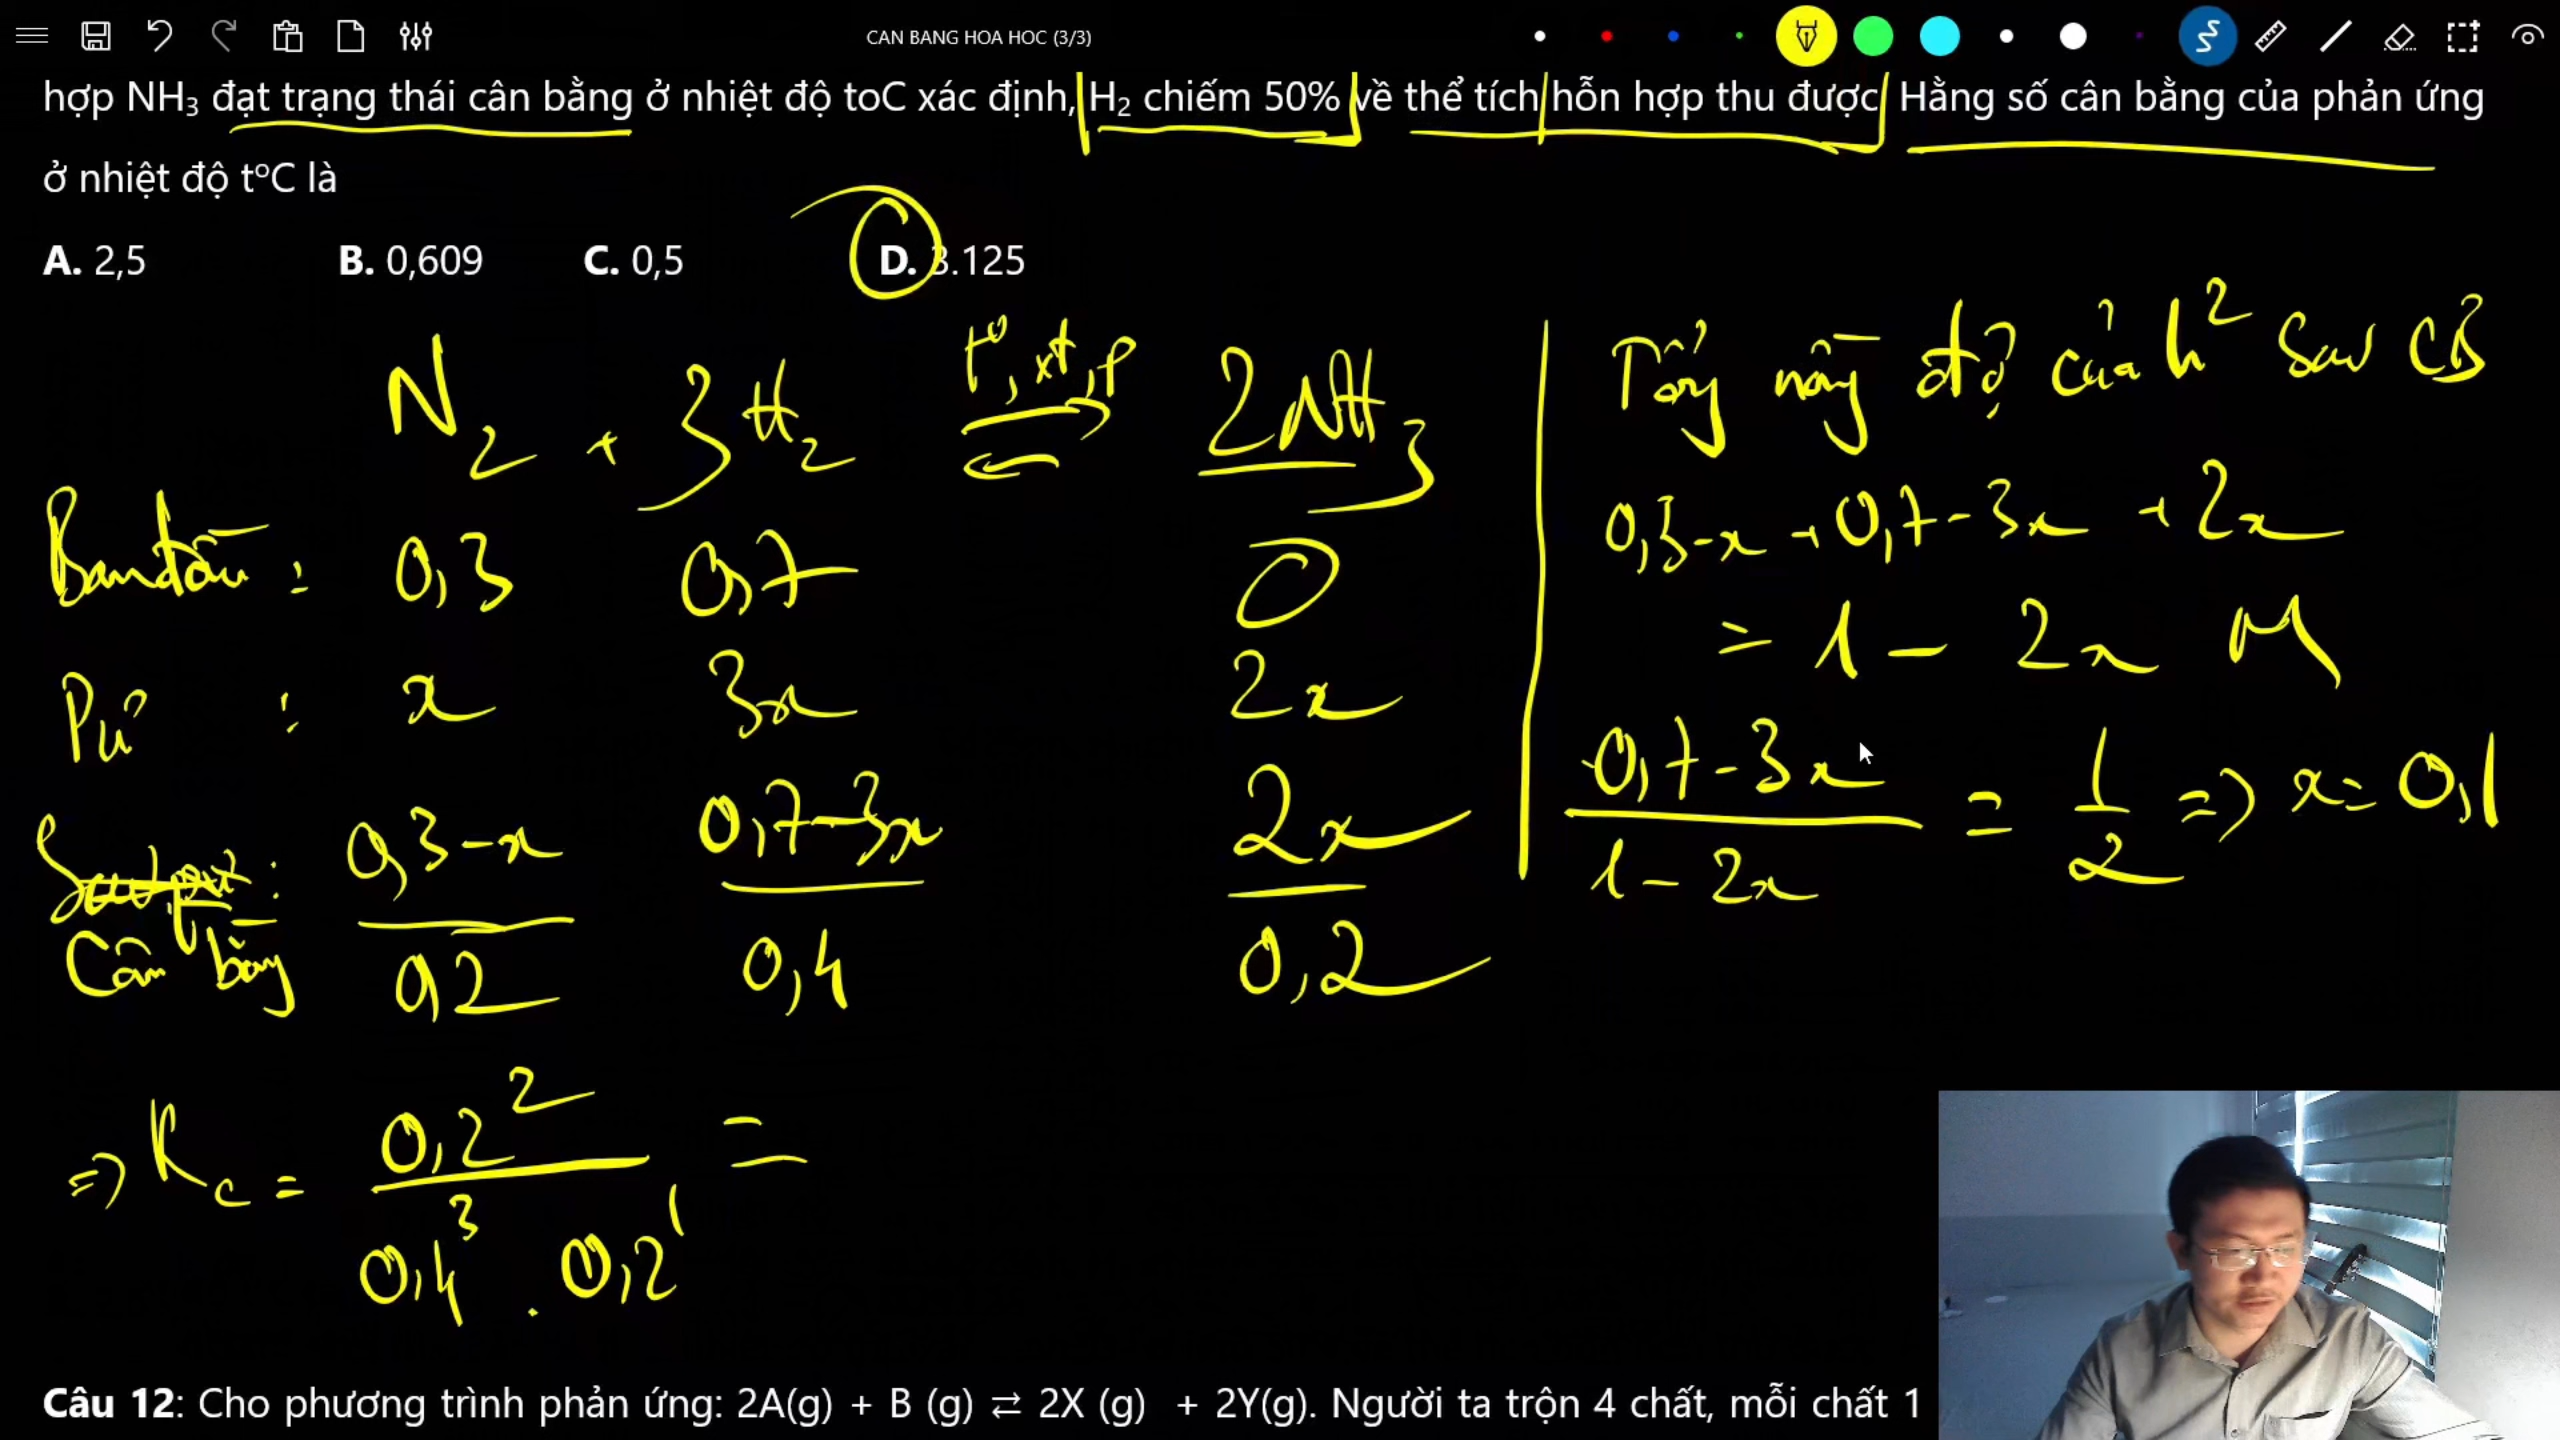 CAN BANG HOA HOC (3/3)
hợp NH₃ đạt trạng thái cân bằng ở nhiệt độ toC xác định, H₂ chiếm 50% về thể tích hỗn hợp thu được Hằng số cân bằng của phản ứng
ở nhiệt độ tºC là
A. 2,5 B. 0,609 C. 0,5 D. 3.125
N₂ + 3H₂ t⁰, xt, P ⇌ 2NH₃
Ban đầu : 0,3 0,7 0
Pứ : x 3x 2x
: 0,3-x 0,7-3x 2x
Cân bằng 0,2 0,4 0,2
=> Kc = 0,2² / 0,4³ . 0,2¹ =
Tổng nồng độ của h² sau CB
0,3-x + 0,7-3x + 2x
= 1 - 2x M
0,7-3x / 1-2x = 1/2 => x = 0,1
Câu 12: Cho phương trình phản ứng: 2A(g) + B (g) ⇄ 2X (g) + 2Y(g). Người ta trộn 4 chất, mỗi chất 1